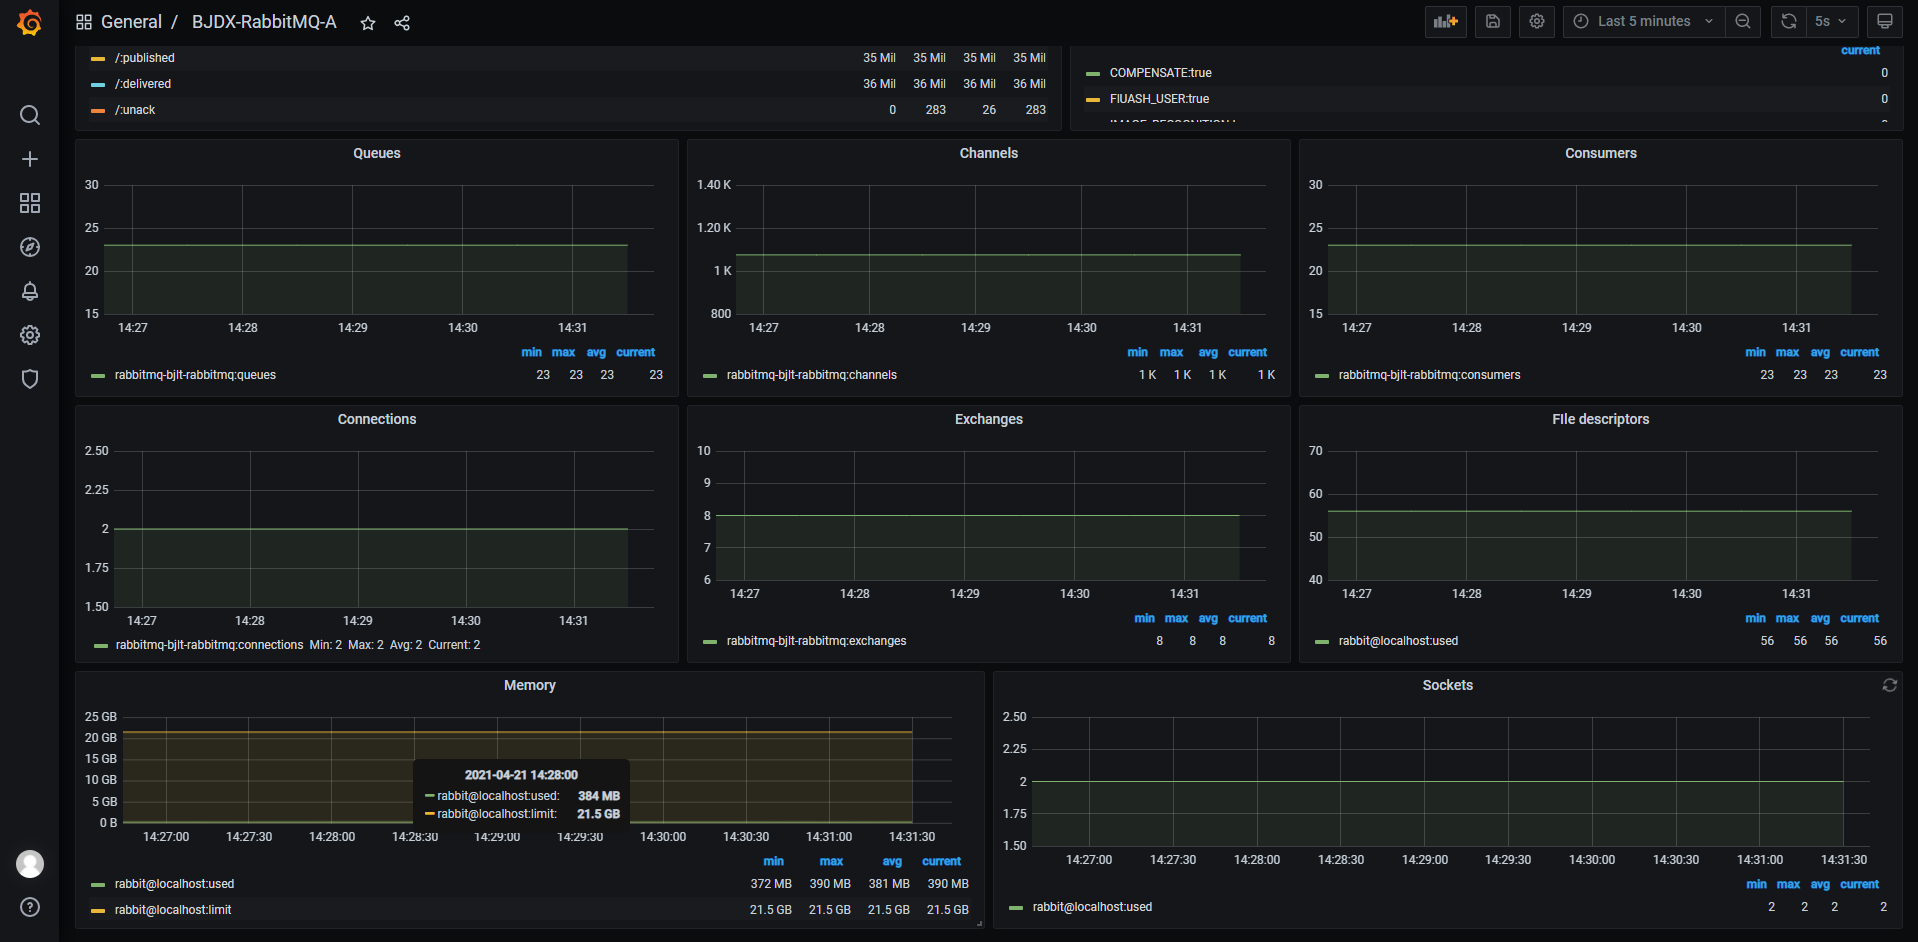 General / BJDX-RabbitMQ-A
Last 5 minutes
5s
/:published 35 Mil 35 Mil 35 Mil 35 Mil
/:delivered 36 Mil 36 Mil 36 Mil 36 Mil
/:unack 0 283 26 283
current
COMPENSATE:true 0
FIUASH_USER:true 0
Queues
30
25
20
15
14:27 14:28 14:29 14:30 14:31
min max avg current
rabbitmq-bjlt-rabbitmq:queues 23 23 23 23
Channels
1.40 K
1.20 K
1 K
800
14:27 14:28 14:29 14:30 14:31
min max avg current
rabbitmq-bjlt-rabbitmq:channels 1 K 1 K 1 K 1 K
Consumers
30
25
20
15
14:27 14:28 14:29 14:30 14:31
min max avg current
rabbitmq-bjlt-rabbitmq:consumers 23 23 23 23
Connections
2.50
2.25
2
1.75
1.50
14:27 14:28 14:29 14:30 14:31
rabbitmq-bjlt-rabbitmq:connections Min: 2 Max: 2 Avg: 2 Current: 2
Exchanges
10
9
8
7
6
14:27 14:28 14:29 14:30 14:31
min max avg current
rabbitmq-bjlt-rabbitmq:exchanges 8 8 8 8
FIle descriptors
70
60
50
40
14:27 14:28 14:29 14:30 14:31
min max avg current
rabbit@localhost:used 56 56 56 56
Memory
25 GB
20 GB
15 GB
10 GB
5 GB
0 B
2021-04-21 14:28:00
rabbit@localhost:used: 384 MB
rabbit@localhost:limit: 21.5 GB
14:27:00 14:27:30 14:28:00 14:28:30 14:29:00 14:29:30 14:30:00 14:30:30 14:31:00 14:31:30
min max avg current
rabbit@localhost:used 372 MB 390 MB 381 MB 390 MB
rabbit@localhost:limit 21.5 GB 21.5 GB 21.5 GB 21.5 GB
Sockets
2.50
2.25
2
1.75
1.50
14:27:00 14:27:30 14:28:00 14:28:30 14:29:00 14:29:30 14:30:00 14:30:30 14:31:00 14:31:30
min max avg current
rabbit@localhost:used 2 2 2 2